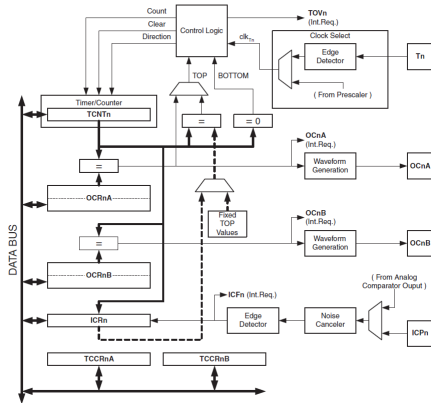 Count
Clear
Direction
Control Logic
TOVn
(Int.Req.)
clkTn
Clock Select
Edge
Detector
Tn
( From Prescaler )
TOP
BOTTOM
Timer/Counter
TCNTn
=
= 0
=
OCnA
(Int.Req.)
Waveform
Generation
OCnA
OCRnA
Fixed
TOP
Values
OCnB
(Int.Req.)
=
Waveform
Generation
OCnB
OCRnB
DATA BUS
( From Analog
Comparator Ouput )
ICFn (Int.Req.)
ICRn
Edge
Detector
Noise
Canceler
ICPn
TCCRnA
TCCRnB